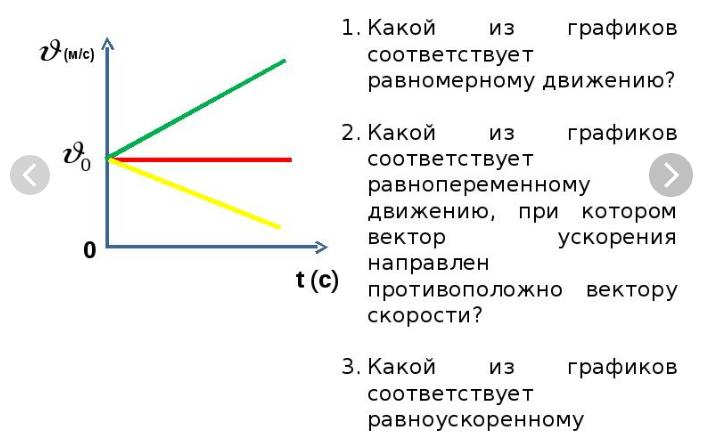 ϑ (м/с)
ϑ0
0
t (c)
1. Какой из графиков
соответствует
равномерному движению?
2. Какой из графиков
соответствует
равнопеременному
движению, при котором
вектор ускорения
направлен
противоположно вектору
скорости?
3. Какой из графиков
соответствует
равноускоренному